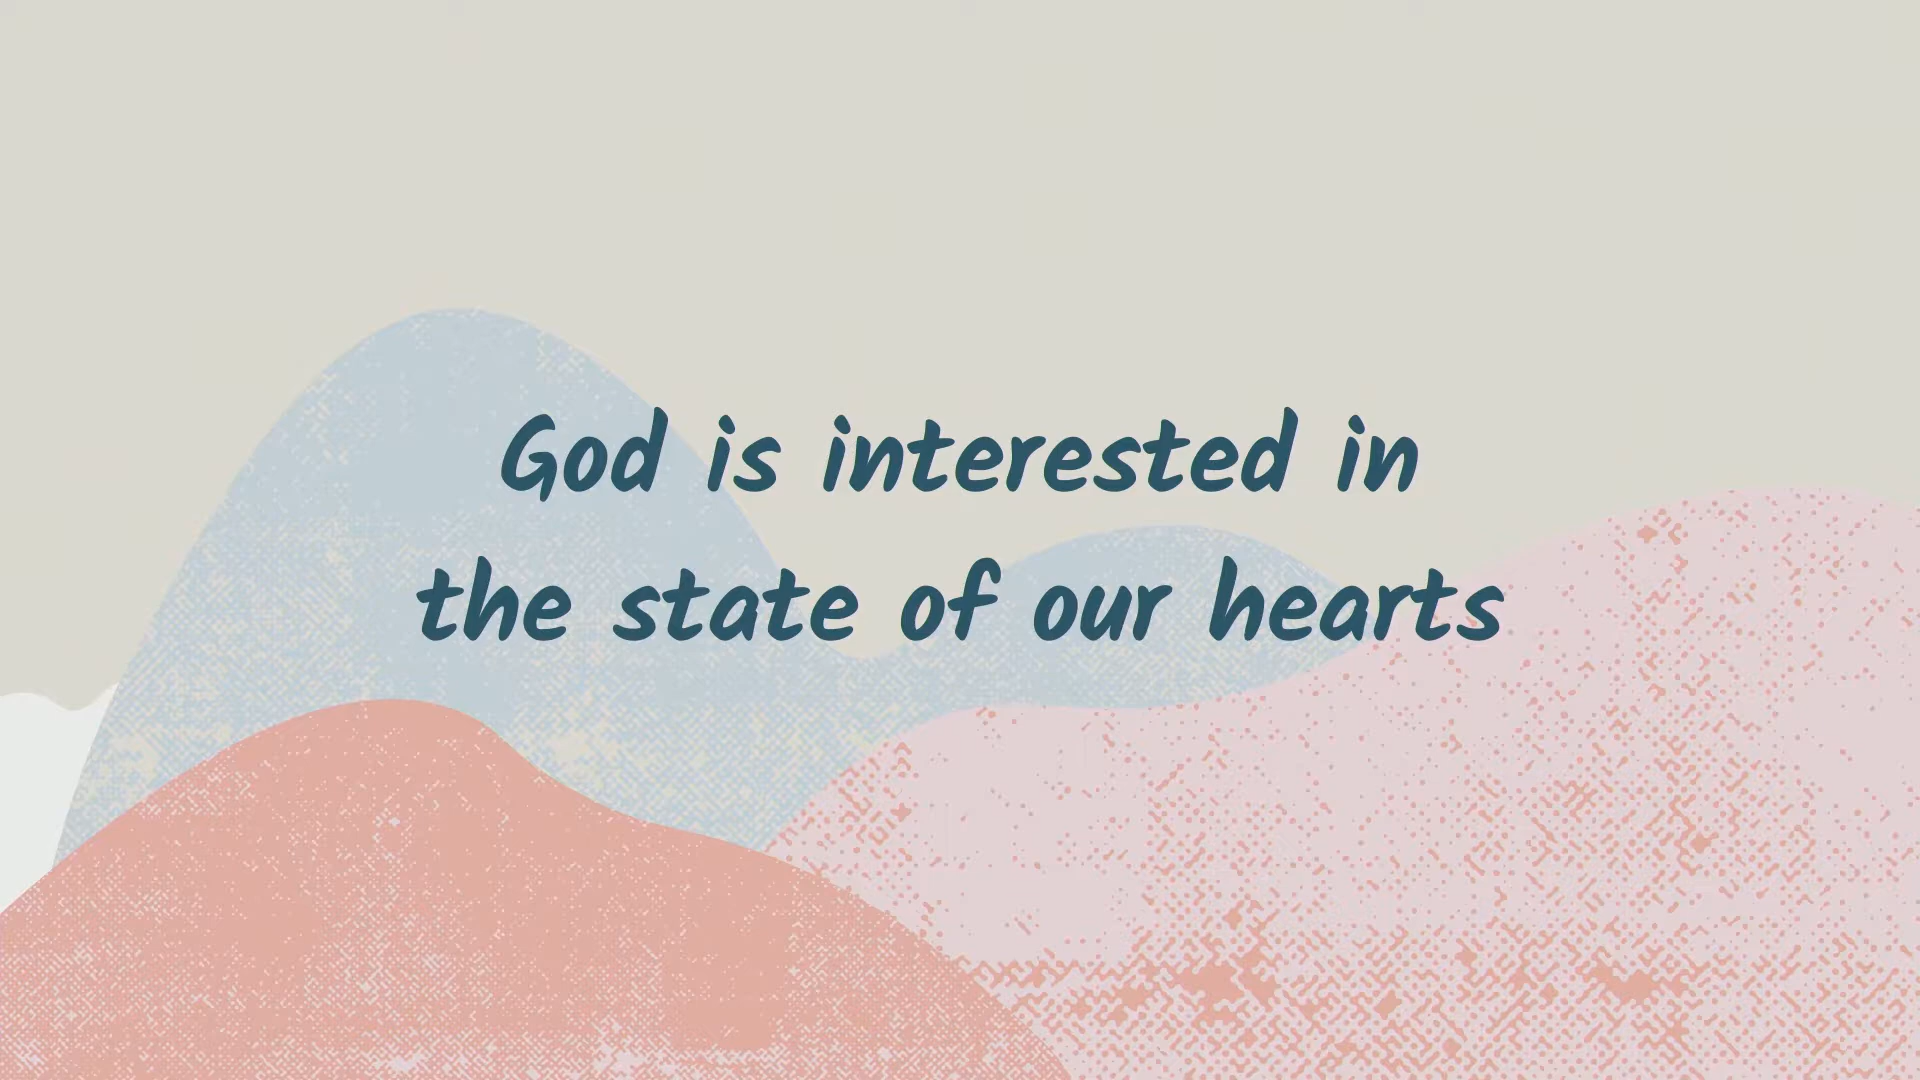 God is interested in
the state of our hearts